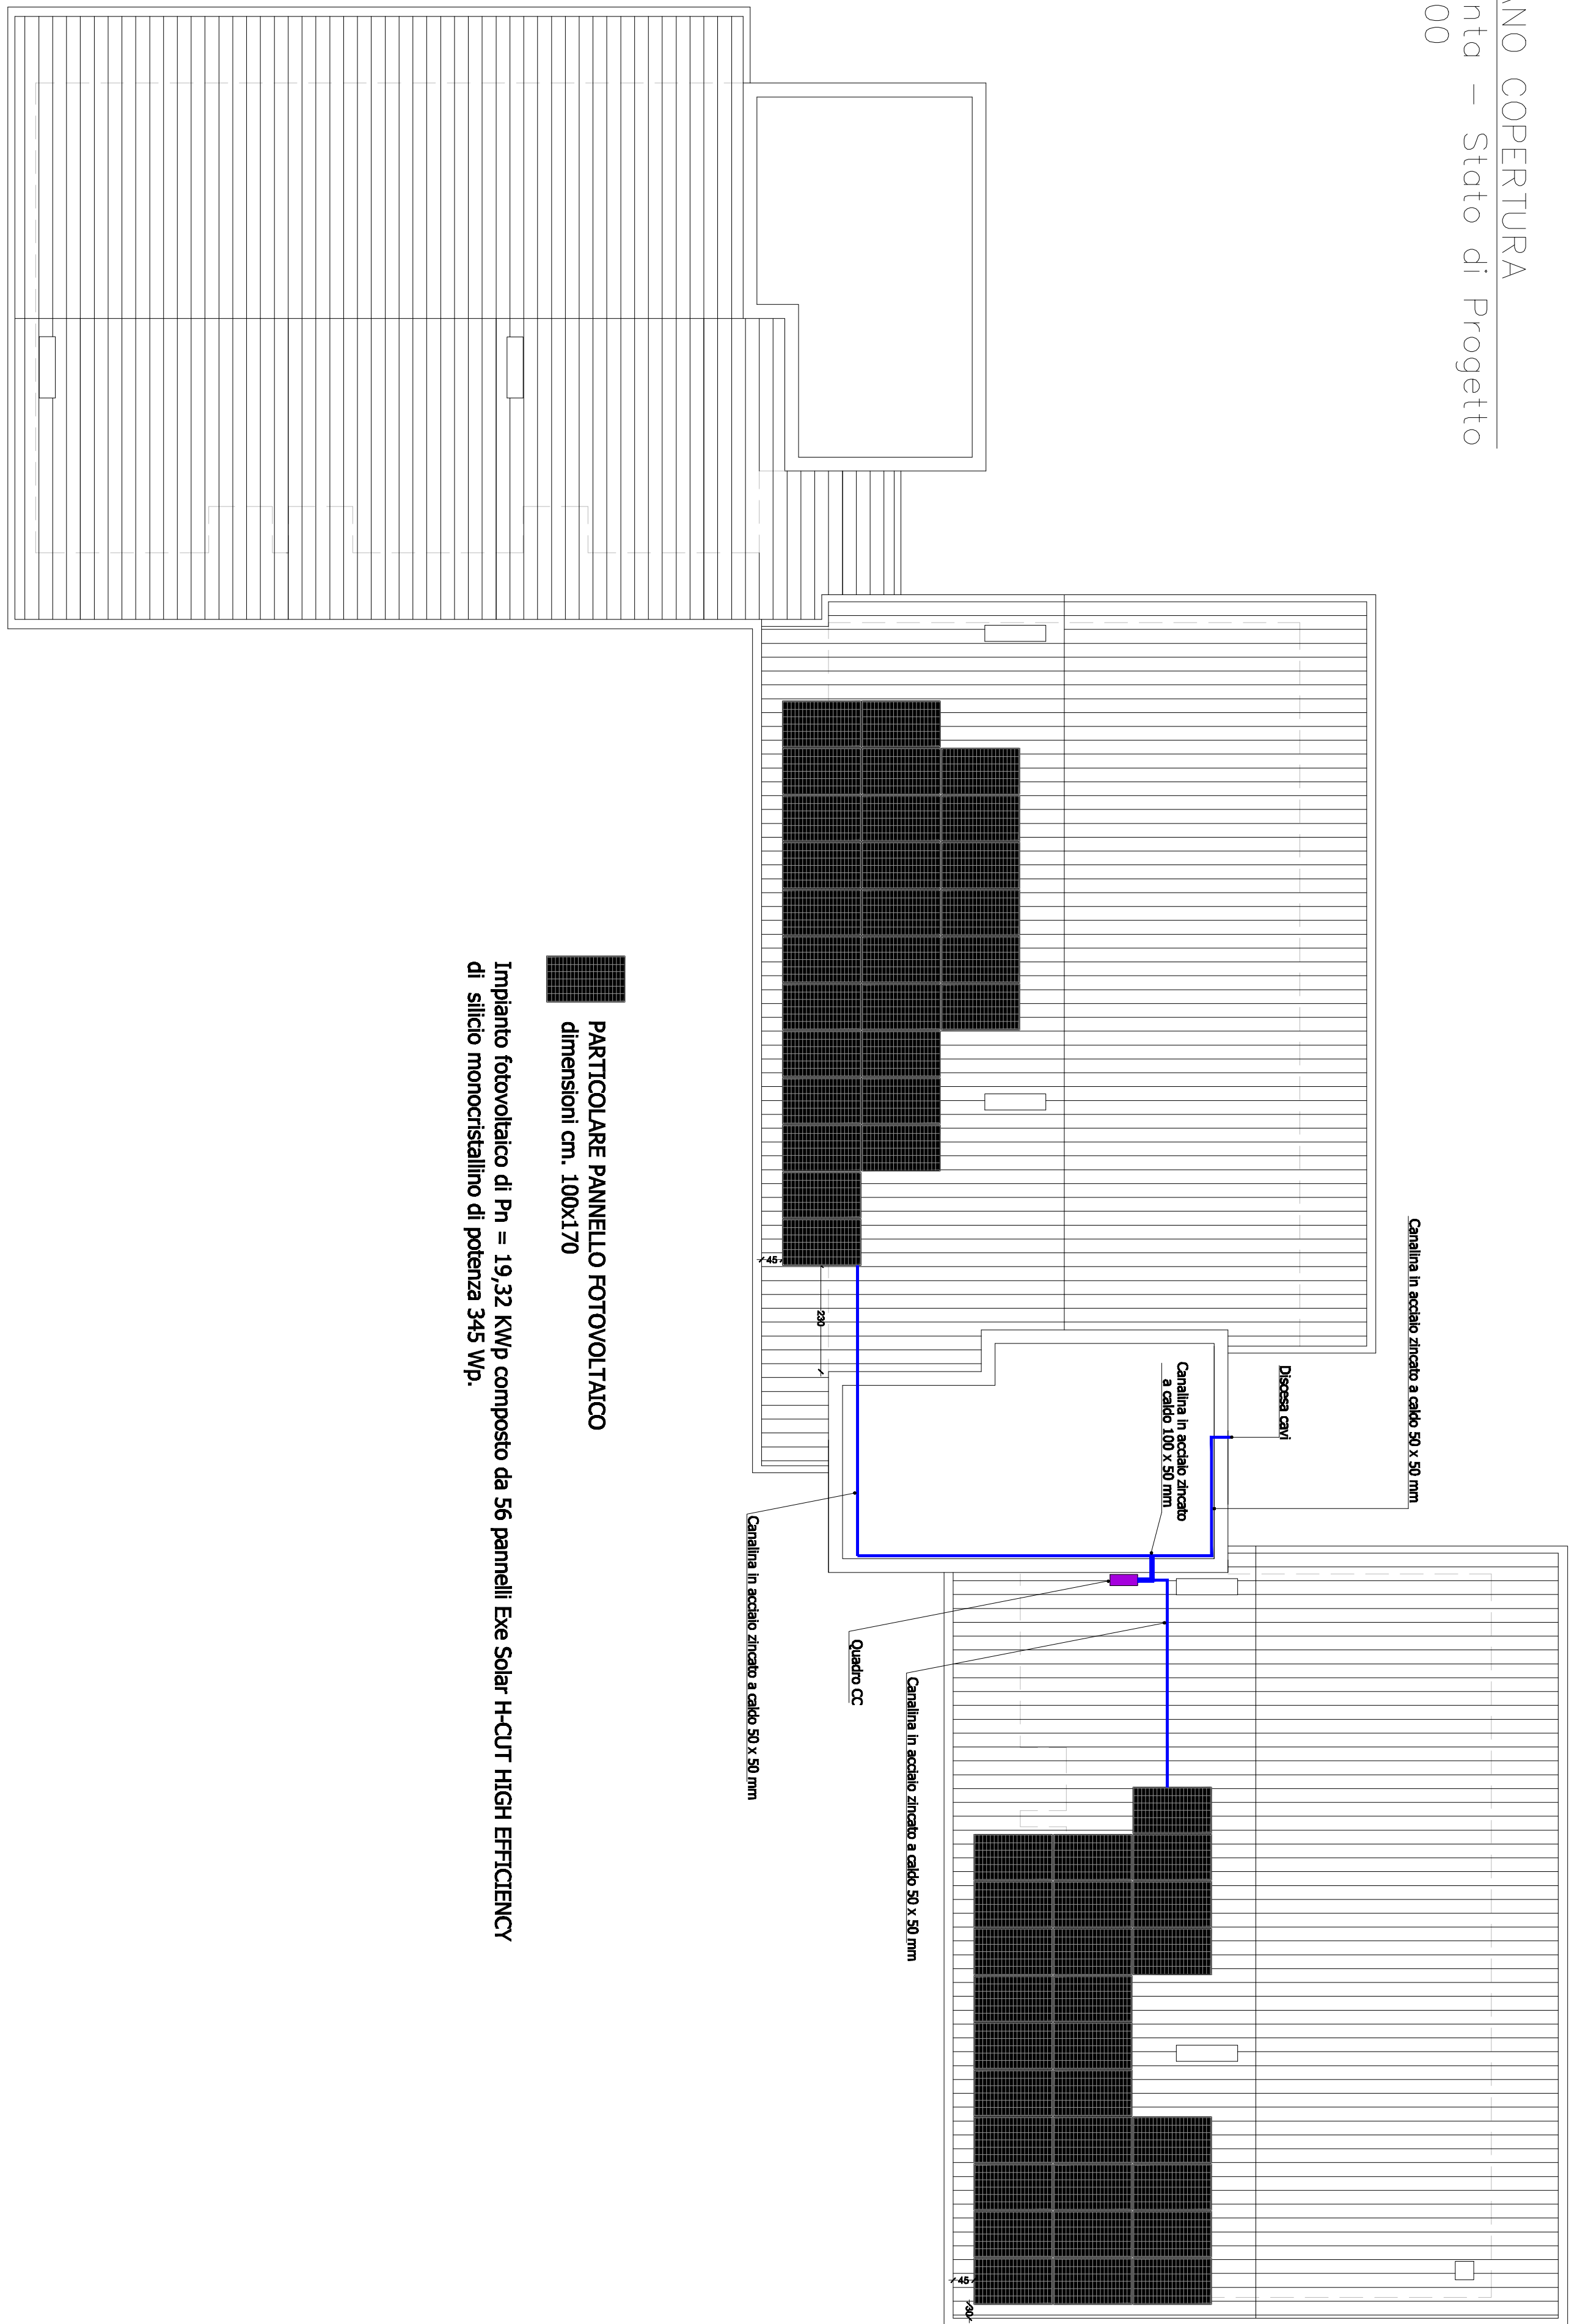 ANO COPERTURA
nta - Stato di Progetto
00
Canalina in acciaio zincato a caldo 50 x 50 mm
Discesa cavi
Canalina in acciaio zincato
a caldo 100 x 50 mm
45
230
Canalina in acciaio zincato a caldo 50 x 50 mm
Quadro CC
Canalina in acciaio zincato a caldo 50 x 50 mm
45
30
PARTICOLARE PANNELLO FOTOVOLTAICO
dimensioni cm. 100x170
Impianto fotovoltaico di Pn = 19,32 KWp composto da 56 pannelli Exe Solar H-CUT HIGH EFFICIENCY
di silicio monocristallino di potenza 345 Wp.